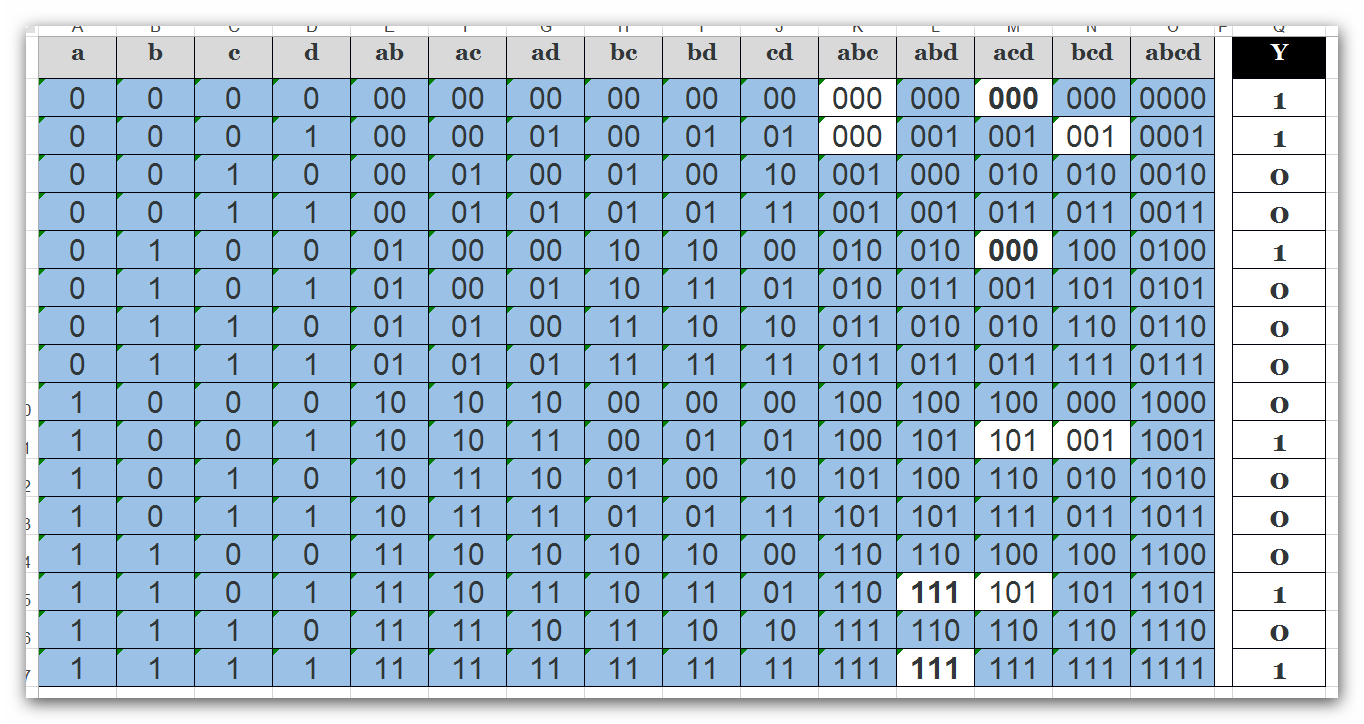 A B C D E F G H I J K L M N O P Q
a b c d ab ac ad bc bd cd abc abd acd bcd abcd Y
0 0 0 0 00 00 00 00 00 00 000 000 000 000 0000 1
0 0 0 1 00 00 01 00 01 01 000 001 001 001 0001 1
0 0 1 0 00 01 00 01 00 10 001 000 010 010 0010 0
0 0 1 1 00 01 01 01 01 11 001 001 011 011 0011 0
0 1 0 0 01 00 00 10 10 00 010 010 000 100 0100 1
0 1 0 1 01 00 01 10 11 01 010 011 001 101 0101 0
0 1 1 0 01 01 00 11 10 10 011 010 010 110 0110 0
0 1 1 1 01 01 01 11 11 11 011 011 011 111 0111 0
0 1 0 0 0 10 10 10 00 00 00 100 100 100 000 1000 0
1 1 0 0 1 10 10 11 00 01 01 100 101 101 001 1001 1
2 1 0 1 0 10 11 10 01 00 10 101 100 110 010 1010 0
3 1 0 1 1 10 11 11 01 01 11 101 101 111 011 1011 0
4 1 1 0 0 11 10 10 10 10 00 110 110 100 100 1100 0
5 1 1 0 1 11 10 11 10 11 01 110 111 101 101 1101 1
6 1 1 1 0 11 11 10 11 10 10 111 110 110 110 1110 0
7 1 1 1 1 11 11 11 11 11 11 111 111 111 111 1111 1